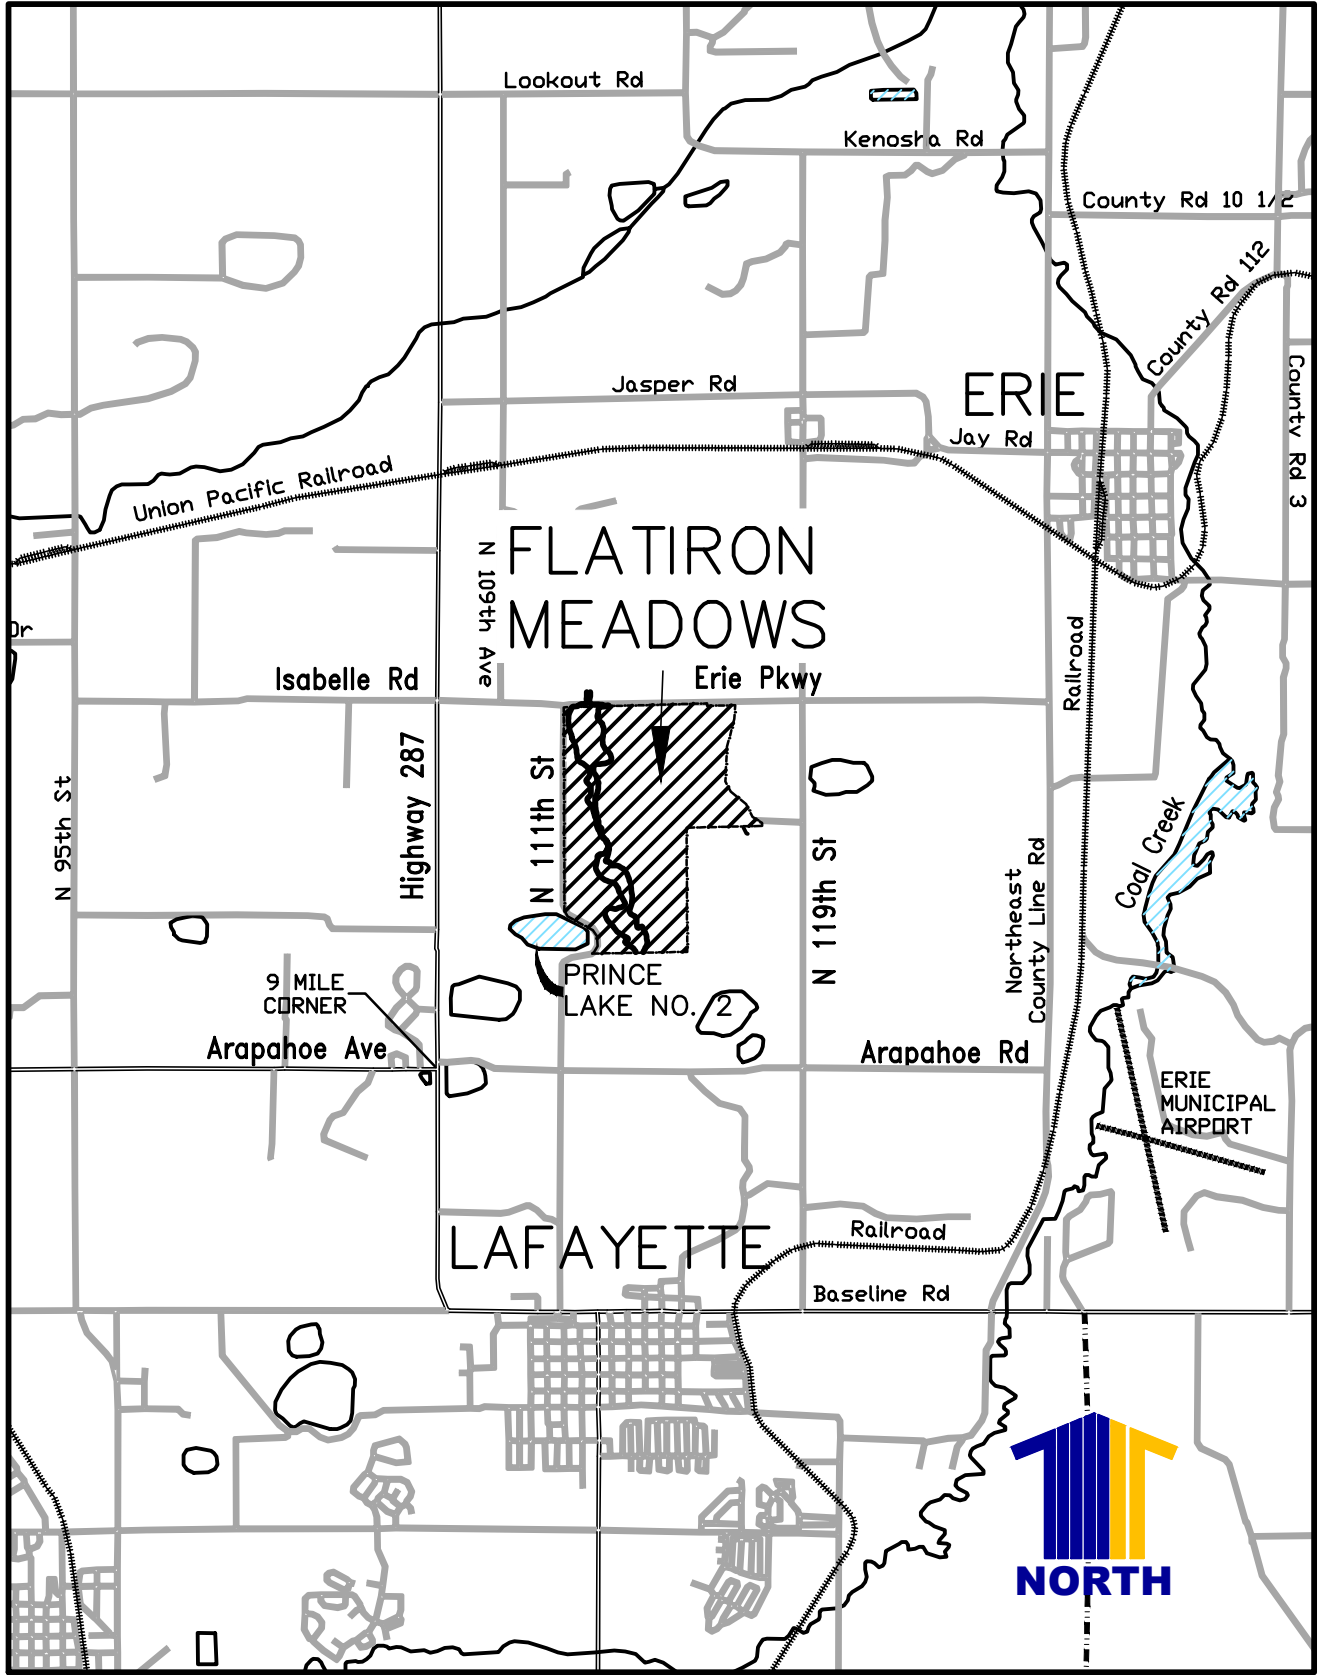 Lookout Rd
Kenosha Rd
County Rd 10 1/2
County Rd 112
ERIE
Jasper Rd
Jay Rd
County Rd 3
Union Pacific Railroad
FLATIRON
MEADOWS
N 109th Ave
Dr
Isabelle Rd
Erie Pkwy
Railroad
Highway 287
N 111th St
N 95th St
N 119th St
Northeast
County Line Rd
Coal Creek
PRINCE
LAKE NO. 2
9 MILE
CORNER
Arapahoe Ave
Arapahoe Rd
ERIE
MUNICIPAL
AIRPORT
LAFAYETTE
Railroad
Baseline Rd
NORTH